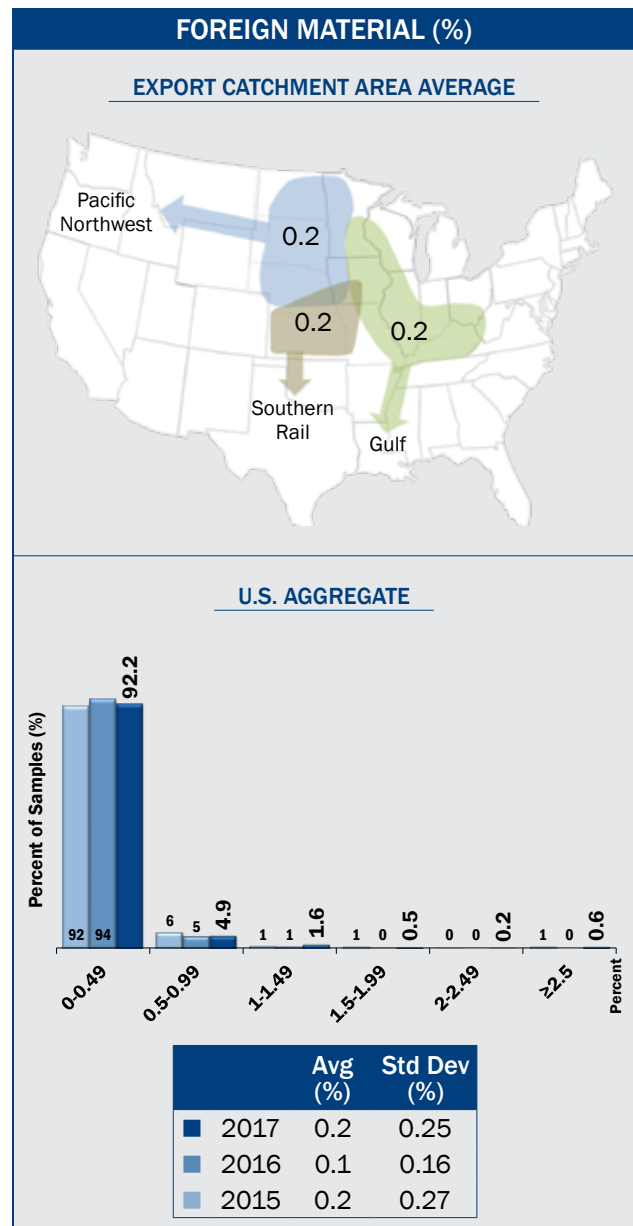 FOREIGN MATERIAL (%)
EXPORT CATCHMENT AREA AVERAGE
Pacific
Northwest
0.2
0.2
0.2
Southern
Rail
Gulf
U.S. AGGREGATE
Percent of Samples (%)
92 94 92.2
6 5 4.9
1 1 1.6
1 0 0.5
0 0 0.2
1 0 0.6
0-0.49 0.5-0.99 1-1.49 1.5-1.99 2-2.49 ≥2.5 Percent
Avg Std Dev
(%) (%)
2017 0.2 0.25
2016 0.1 0.16
2015 0.2 0.27